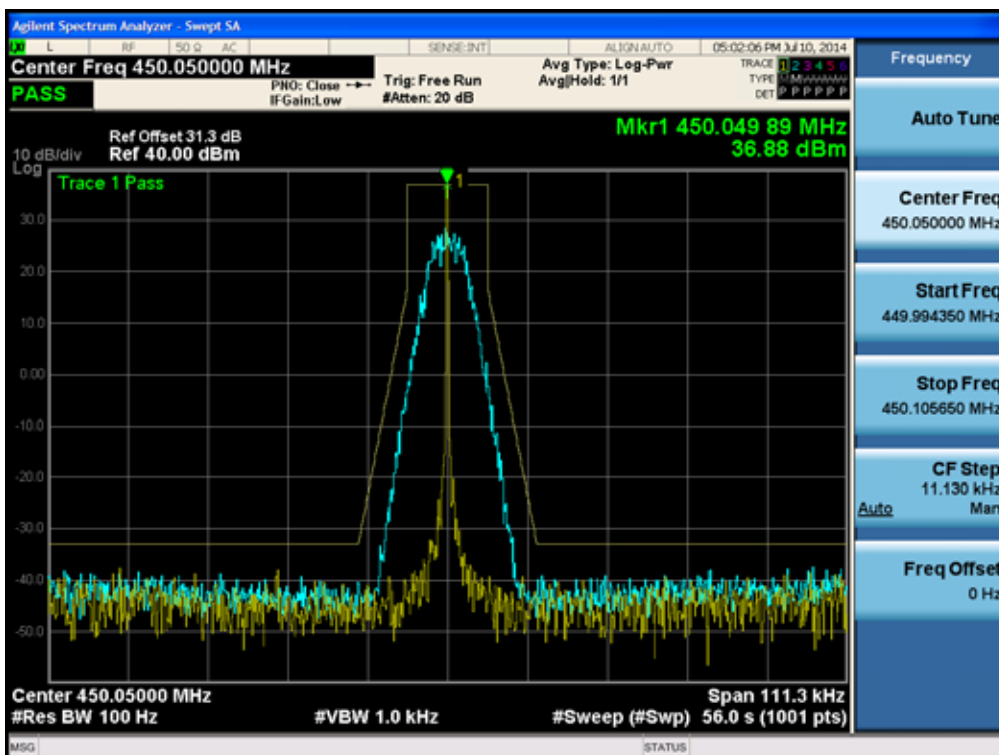 Agilent Spectrum Analyzer - Swept SA
L RF 50 Ω AC SENSE:INT ALIGN AUTO 05:02:06 PM Jul 10, 2014
Center Freq 450.050000 MHz
PASS
PNO: Close
IFGain:Low
Trig: Free Run
#Atten: 20 dB
Avg Type: Log-Pwr
Avg|Hold: 1/1
TRACE 1 2 3 4 5 6
TYPE
DET P P P P P P
Mkr1 450.049 89 MHz
36.88 dBm
Ref Offset 31.3 dB
10 dB/div Ref 40.00 dBm
Log
Trace 1 Pass
1
30.0
20.0
10.0
0.00
-10.0
-20.0
-30.0
-40.0
-50.0
Center 450.05000 MHz Span 111.3 kHz
#Res BW 100 Hz #VBW 1.0 kHz #Sweep (#Swp) 56.0 s (1001 pts)
MSG STATUS
Frequency
Auto Tune
Center Freq
450.050000 MHz
Start Freq
449.994350 MHz
Stop Freq
450.105650 MHz
CF Step
11.130 kHz
Auto Man
Freq Offset
0 Hz